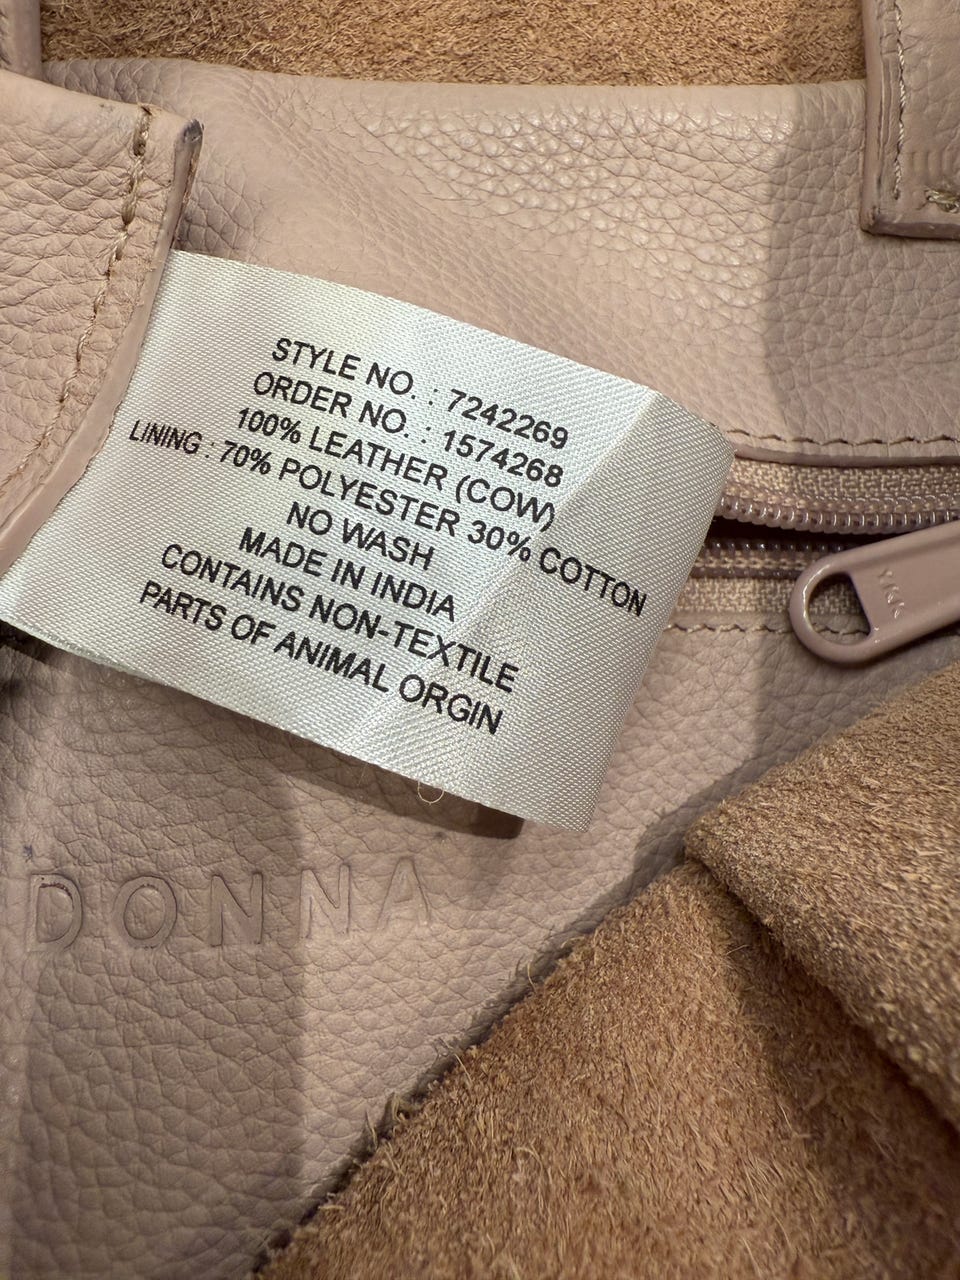 STYLE NO. : 7242269
ORDER NO. : 1574268
100% LEATHER (COW)
LINING : 70% POLYESTER 30% COTTON
NO WASH
MADE IN INDIA
CONTAINS NON-TEXTILE
PARTS OF ANIMAL ORGIN
YKK
DONNA